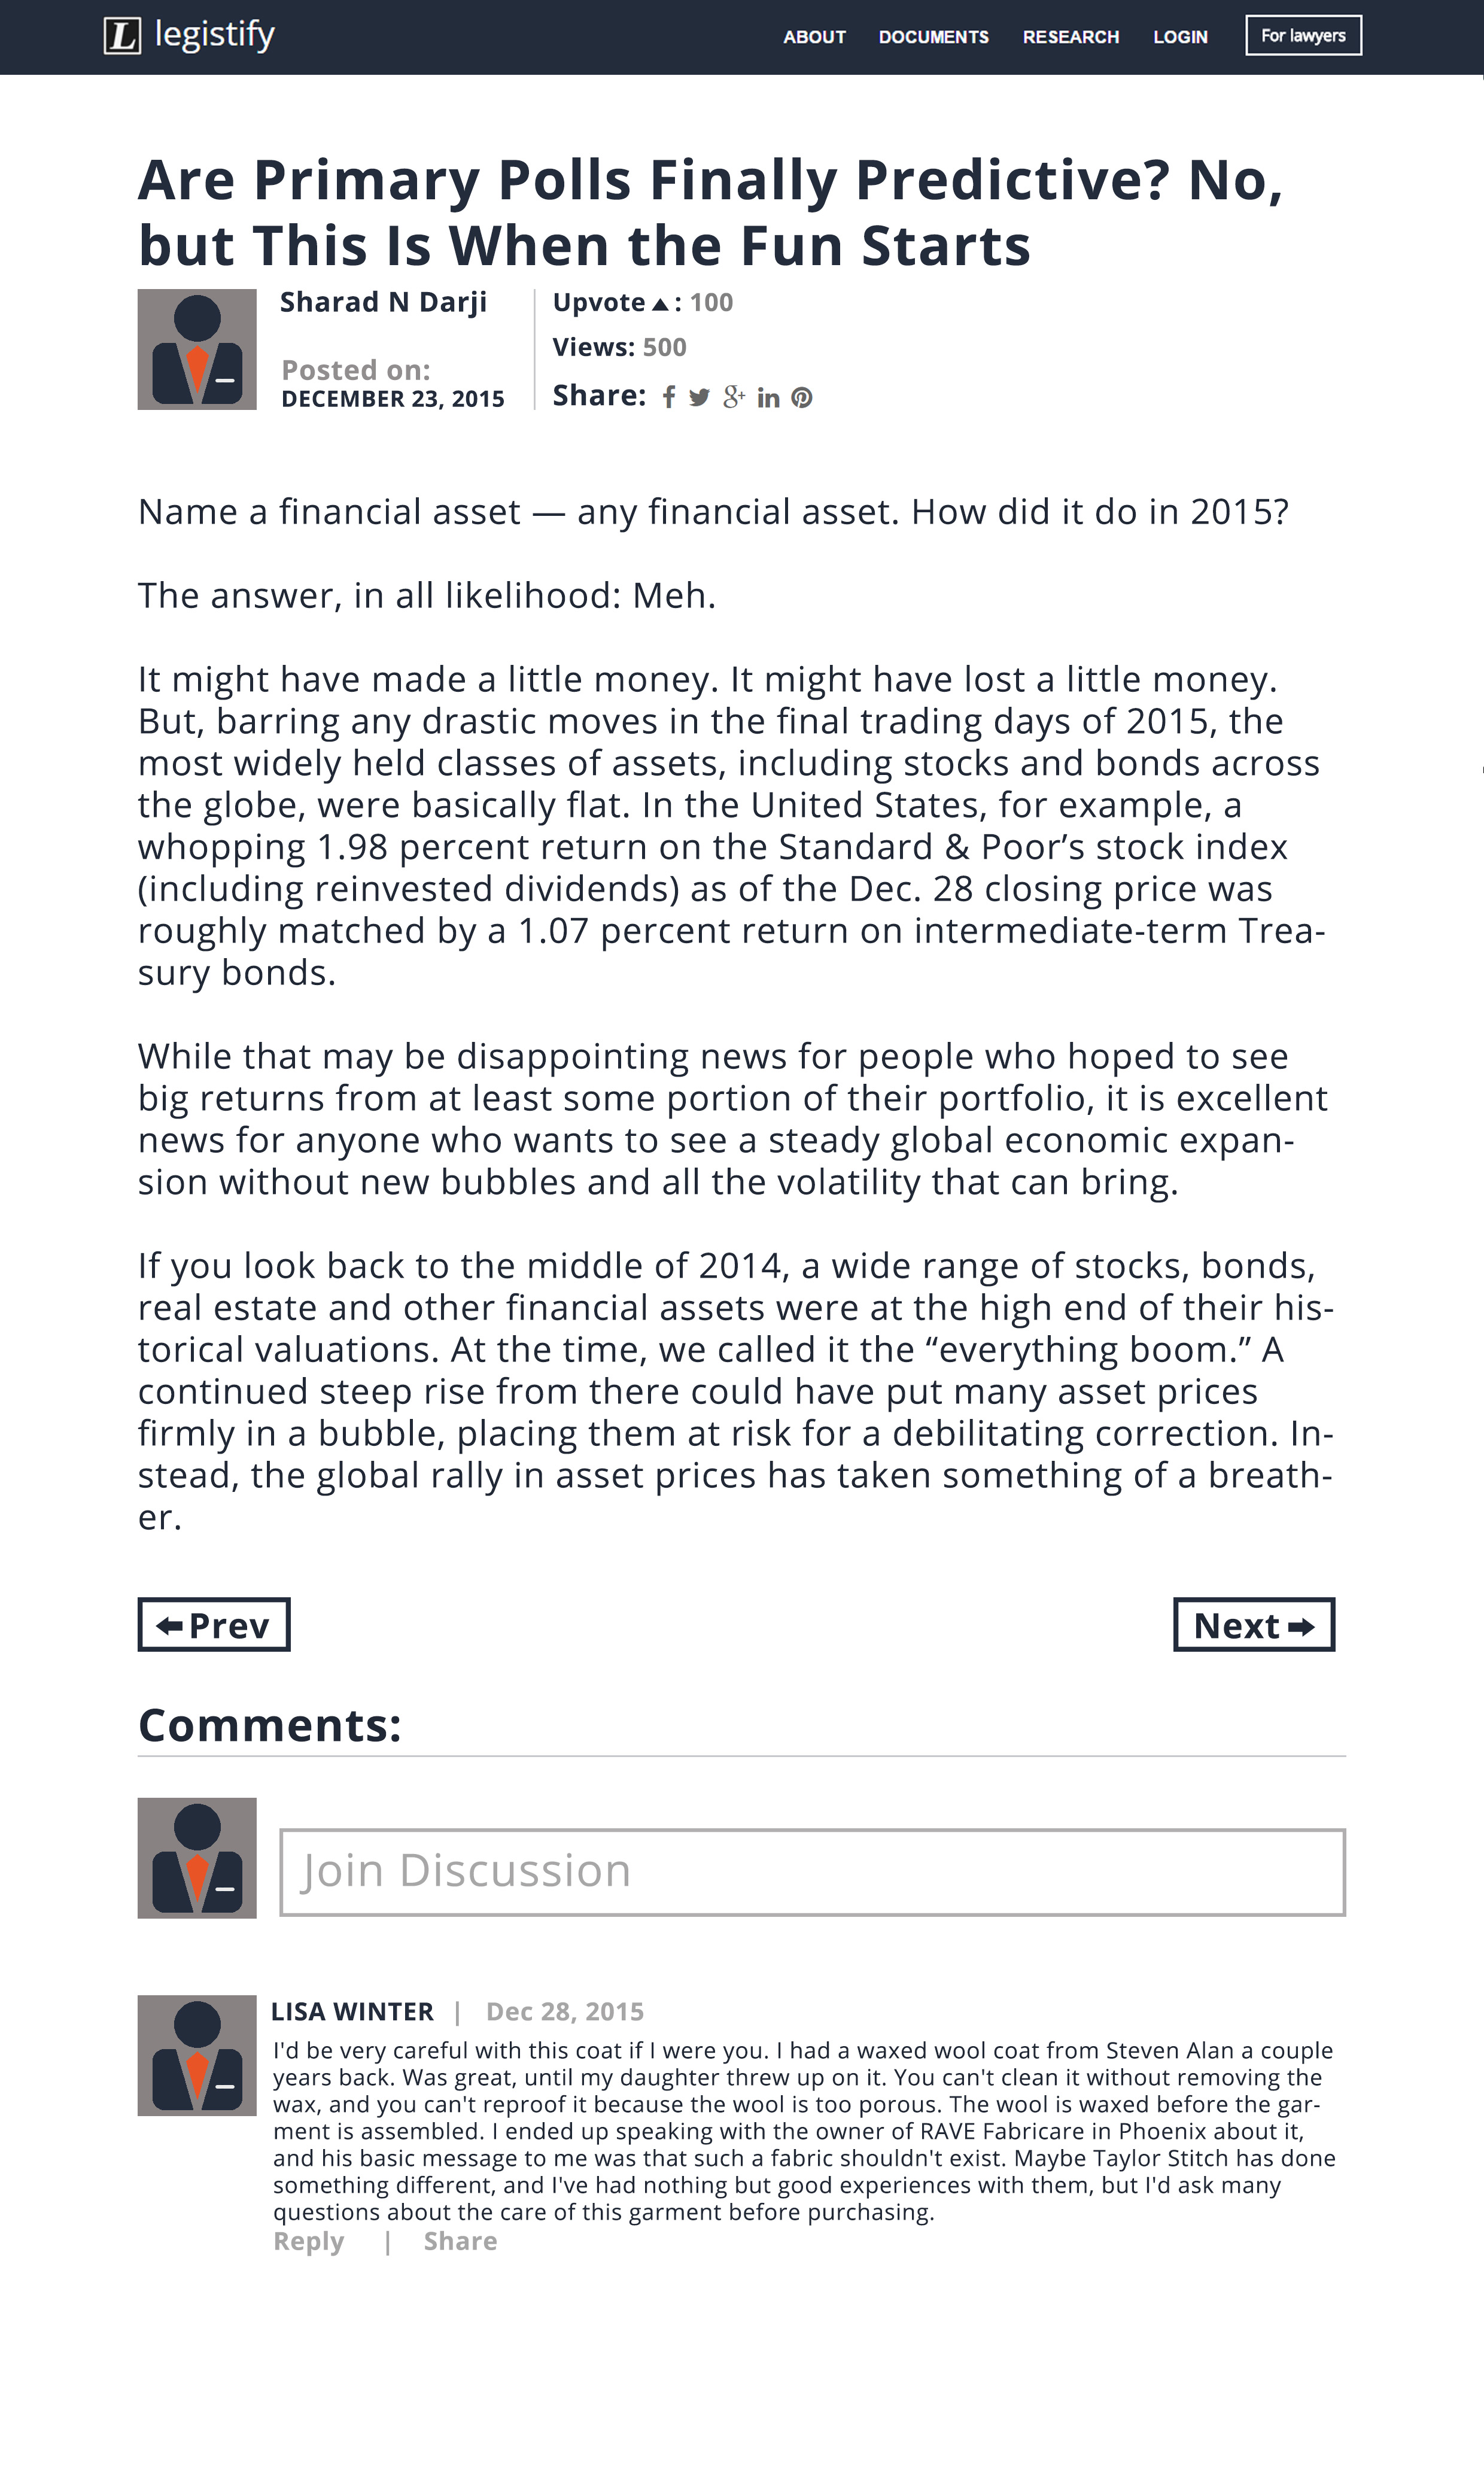 L legistify
ABOUT DOCUMENTS RESEARCH LOGIN For lawyers
Are Primary Polls Finally Predictive? No,
but This Is When the Fun Starts
Sharad N Darji
Posted on:
DECEMBER 23, 2015
Upvote▲: 100
Views: 500
Share: f g+ in
Name a financial asset — any financial asset. How did it do in 2015?
The answer, in all likelihood: Meh.
It might have made a little money. It might have lost a little money.
But, barring any drastic moves in the final trading days of 2015, the
most widely held classes of assets, including stocks and bonds across
the globe, were basically flat. In the United States, for example, a
whopping 1.98 percent return on the Standard & Poor’s stock index
(including reinvested dividends) as of the Dec. 28 closing price was
roughly matched by a 1.07 percent return on intermediate-term Trea-
sury bonds.
While that may be disappointing news for people who hoped to see
big returns from at least some portion of their portfolio, it is excellent
news for anyone who wants to see a steady global economic expan-
sion without new bubbles and all the volatility that can bring.
If you look back to the middle of 2014, a wide range of stocks, bonds,
real estate and other financial assets were at the high end of their his-
torical valuations. At the time, we called it the “everything boom.” A
continued steep rise from there could have put many asset prices
firmly in a bubble, placing them at risk for a debilitating correction. In-
stead, the global rally in asset prices has taken something of a breath-
er.
Prev
Next
Comments:
Join Discussion
LISA WINTER | Dec 28, 2015
I'd be very careful with this coat if I were you. I had a waxed wool coat from Steven Alan a couple
years back. Was great, until my daughter threw up on it. You can't clean it without removing the
wax, and you can't reproof it because the wool is too porous. The wool is waxed before the gar-
ment is assembled. I ended up speaking with the owner of RAVE Fabricare in Phoenix about it,
and his basic message to me was that such a fabric shouldn't exist. Maybe Taylor Stitch has done
something different, and I've had nothing but good experiences with them, but I'd ask many
questions about the care of this garment before purchasing.
Reply | Share